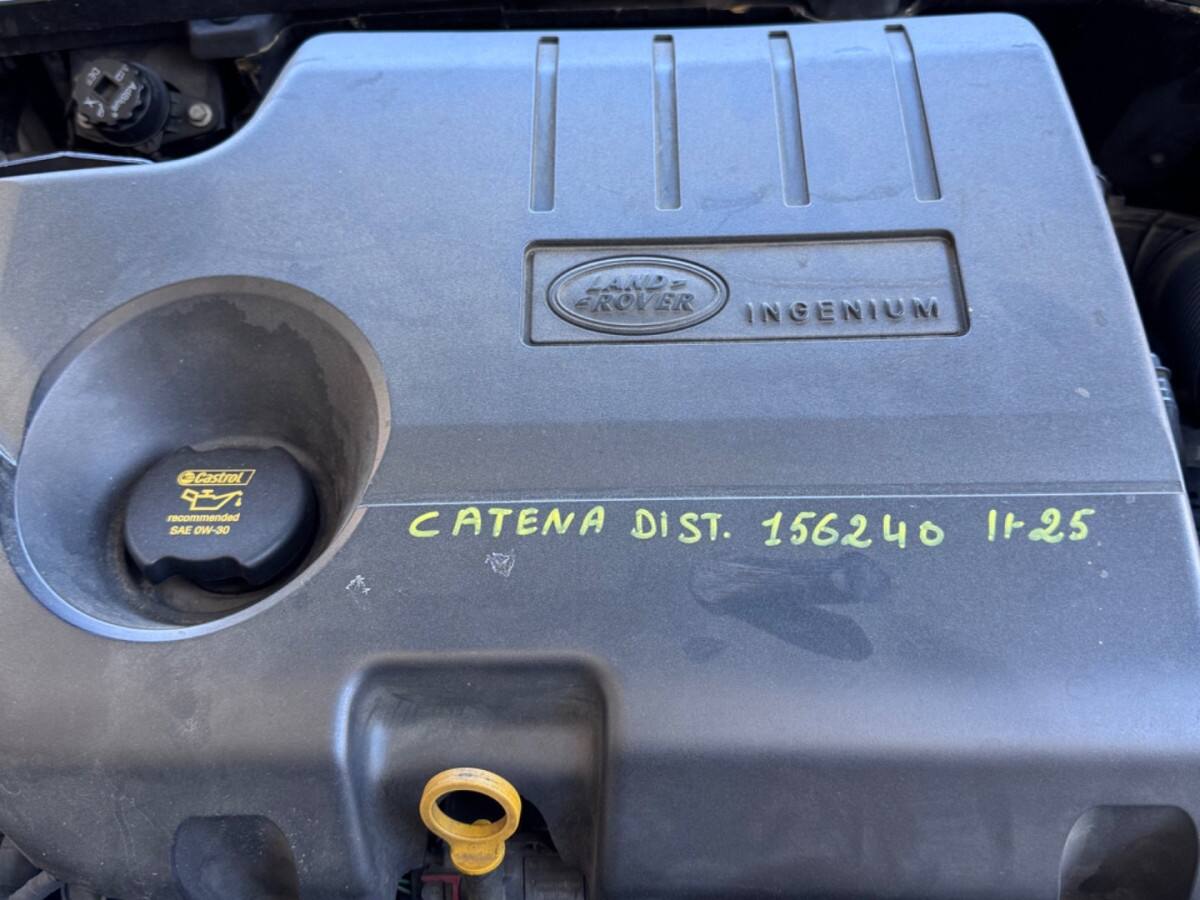 LAND
ROVER
INGENIUM
Castrol
recommended
SAE 0W-30
CATENA DIST. 156240 11-25